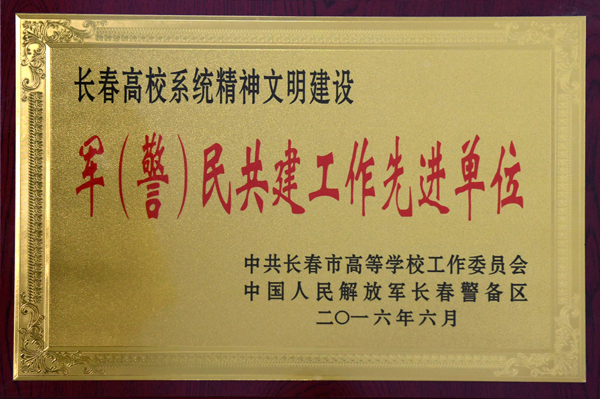 长春高校系统精神文明建设
军（警）民共建工作先进单位
中共长春市高等学校工作委员会
中国人民解放军长春警备区
二〇一六年六月